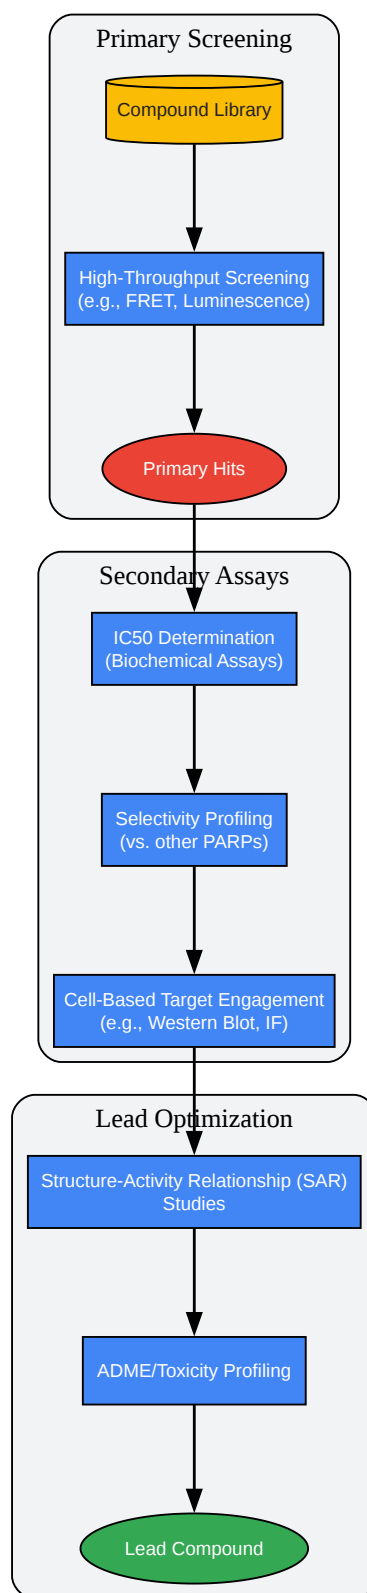 Primary Screening
Compound Library
High-Throughput Screening
(e.g., FRET, Luminescence)
Primary Hits
Secondary Assays
IC50 Determination
(Biochemical Assays)
Selectivity Profiling
(vs. other PARPs)
Cell-Based Target Engagement
(e.g., Western Blot, IF)
Lead Optimization
Structure-Activity Relationship (SAR)
Studies
ADME/Toxicity Profiling
Lead Compound